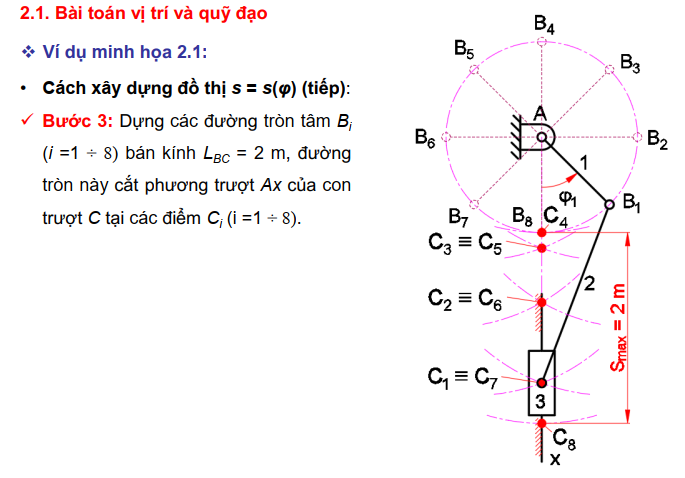 2.1. Bài toán vị trí và quỹ đạo
❖ Ví dụ minh họa 2.1:
• Cách xây dựng đồ thị s = s(φ) (tiếp):
✓ Bước 3: Dựng các đường tròn tâm Bi
(i =1 ÷ 8) bán kính LBC = 2 m, đường
tròn này cắt phương trượt Ax của con
trượt C tại các điểm Ci (i =1 ÷ 8).
B4
B5
B3
A
B6
B2
1
φ1
B1
B7
B8 C4
C3 ≡ C5
2
C2 ≡ C6
Smax = 2 m
C1 ≡ C7
3
C8
x